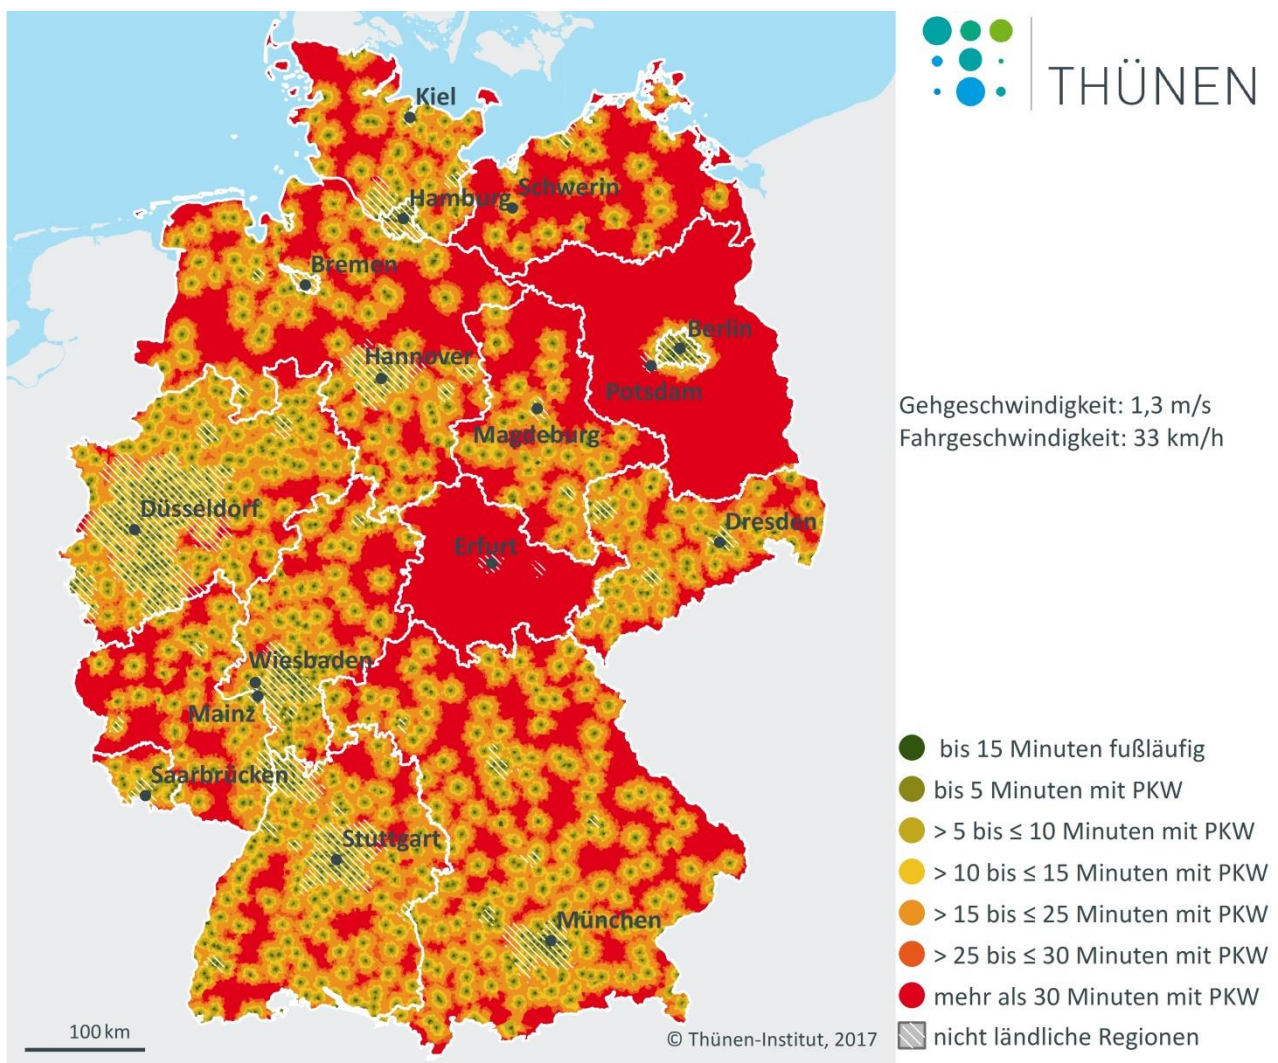 THÜNEN
Kiel
Schwerin
Hamburg
Bremen
Berlin
Hannover
Potsdam
Magdeburg
Düsseldorf
Dresden
Erfurt
Wiesbaden
Mainz
Saarbrücken
Stuttgart
München
Gehgeschwindigkeit: 1,3 m/s
Fahrgeschwindigkeit: 33 km/h
bis 15 Minuten fußläufig
bis 5 Minuten mit PKW
> 5 bis ≤ 10 Minuten mit PKW
> 10 bis ≤ 15 Minuten mit PKW
> 15 bis ≤ 25 Minuten mit PKW
> 25 bis ≤ 30 Minuten mit PKW
mehr als 30 Minuten mit PKW
nicht ländliche Regionen
100 km
© Thünen-Institut, 2017